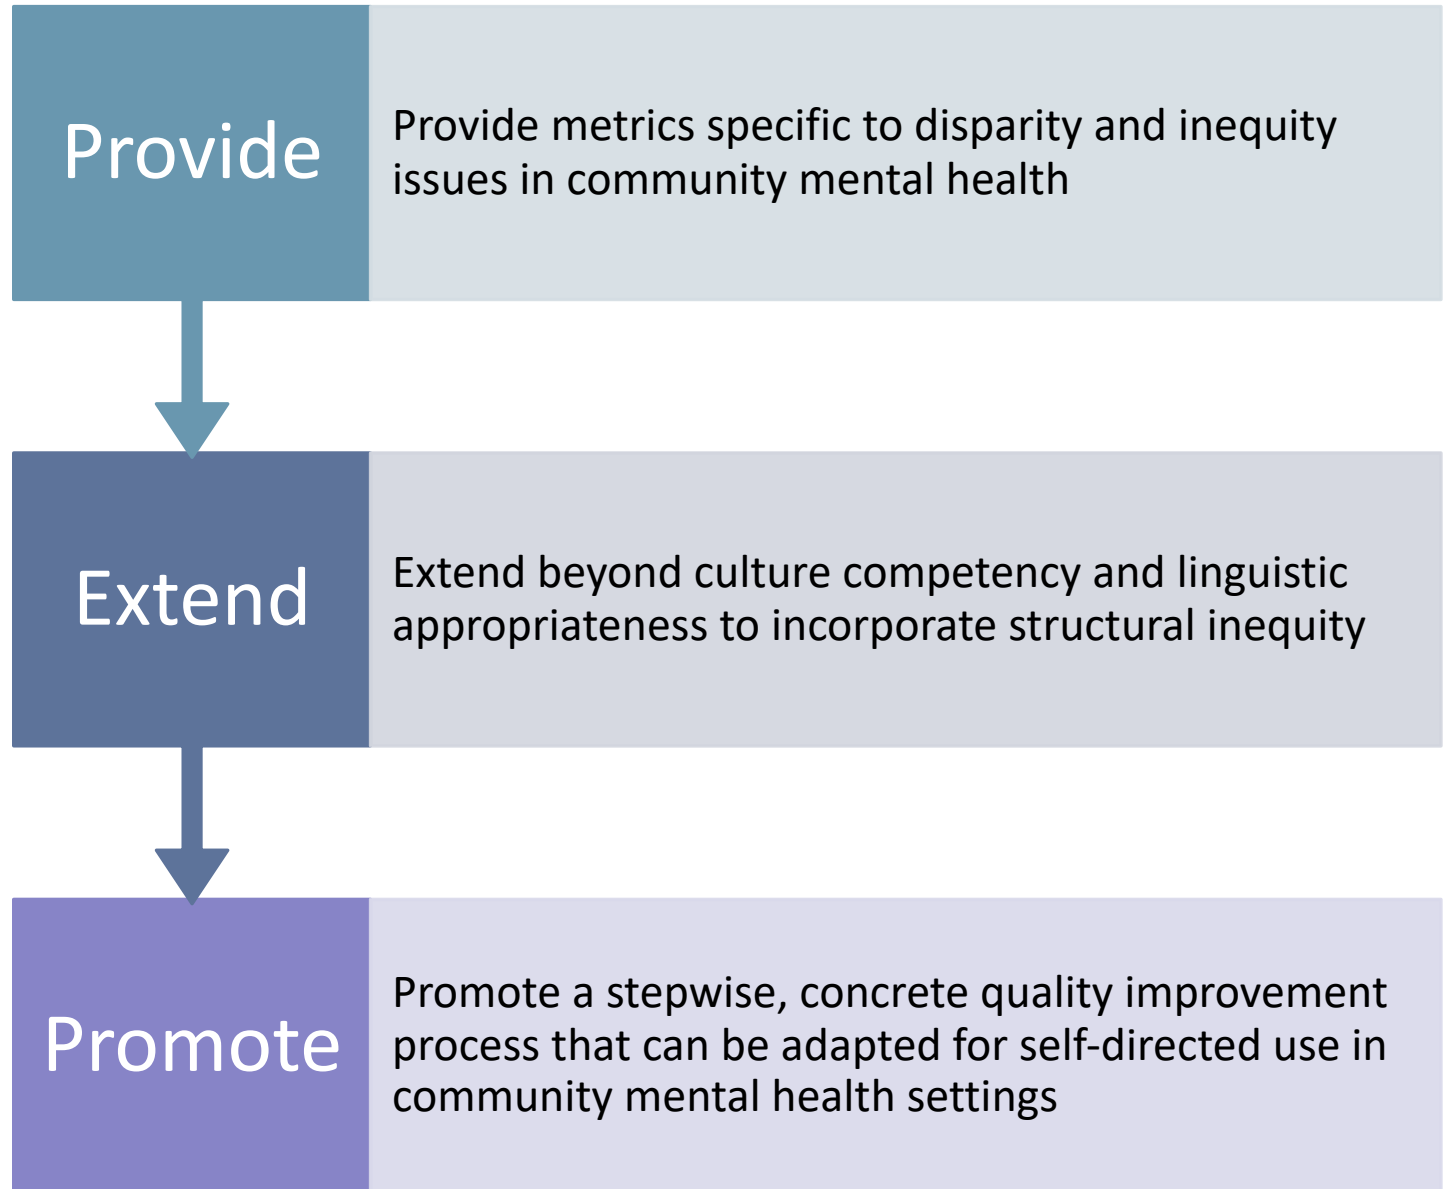 Provide
Provide metrics specific to disparity and inequity
issues in community mental health
Extend
Extend beyond culture competency and linguistic
appropriateness to incorporate structural inequity
Promote
Promote a stepwise, concrete quality improvement
process that can be adapted for self-directed use in
community mental health settings